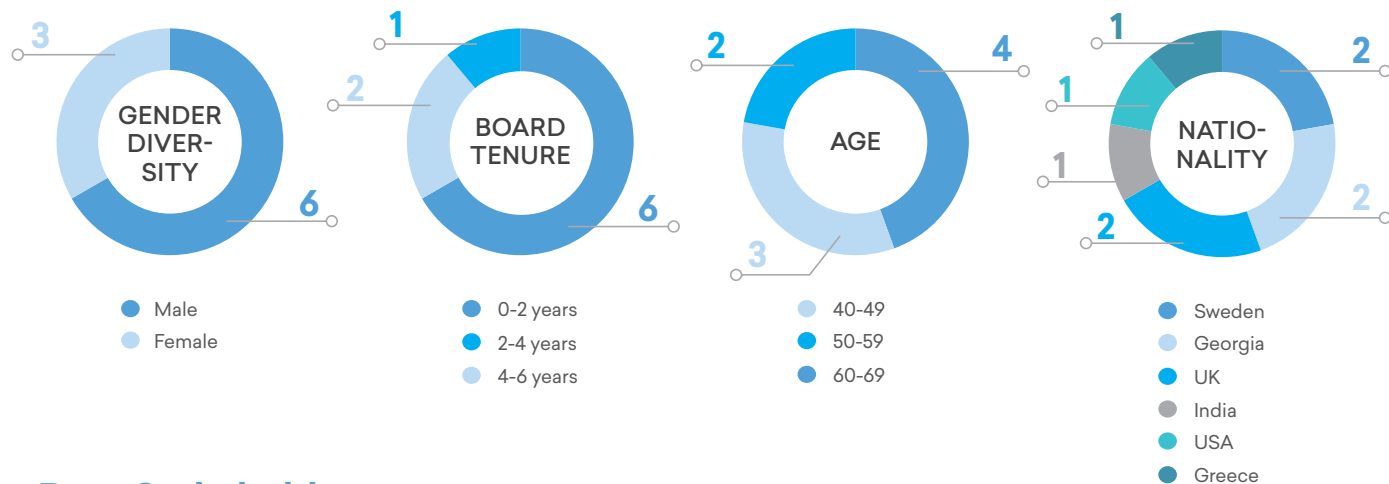 3
GENDER
DIVER-
SITY
6
Male
Female
1
2
BOARD
TENURE
6
0-2 years
2-4 years
4-6 years
2
4
AGE
3
40-49
50-59
60-69
1
2
1
NATIO-
NALITY
1
2
2
Sweden
Georgia
UK
India
USA
Greece